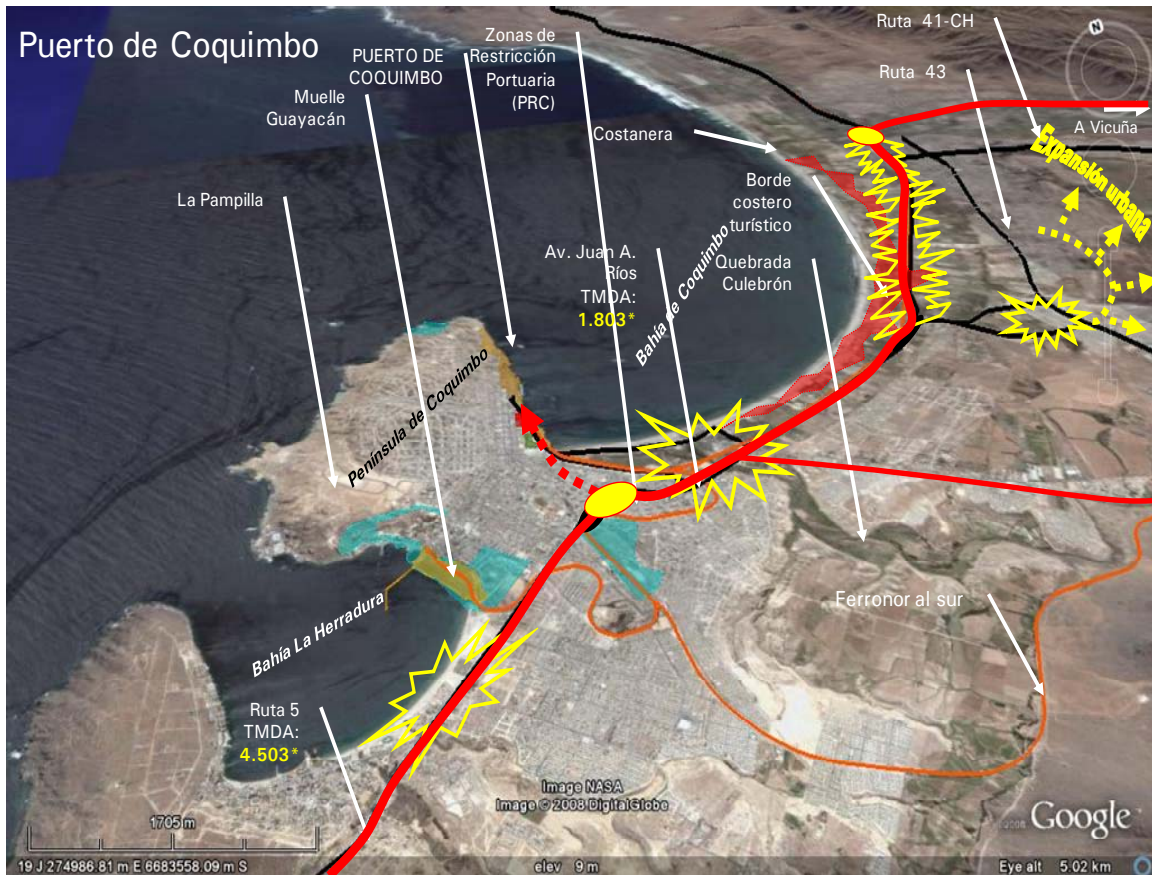 Puerto de Coquimbo
Muelle
Guayacán
PUERTO DE
COQUIMBO
Zonas de
Restricción
Portuaria
(PRC)
Ruta 41-CH
Ruta 43
N
A Vicuña
Expansión urbana
Costanera
Borde
costero
turístico
La Pampilla
Av. Juan A.
Ríos
TMDA:
1.803*
Bahía de Coquimbo
Quebrada
Culebrón
Península de Coquimbo
Bahía La Herradura
Ferronor al sur
Ruta 5
TMDA:
4.503*
Image NASA
Image © 2008 DigitalGlobe
©2008 Google
1705 m
19 J 274986.81 m E 6683558.09 m S
elev 9 m
Eye alt 5.02 km